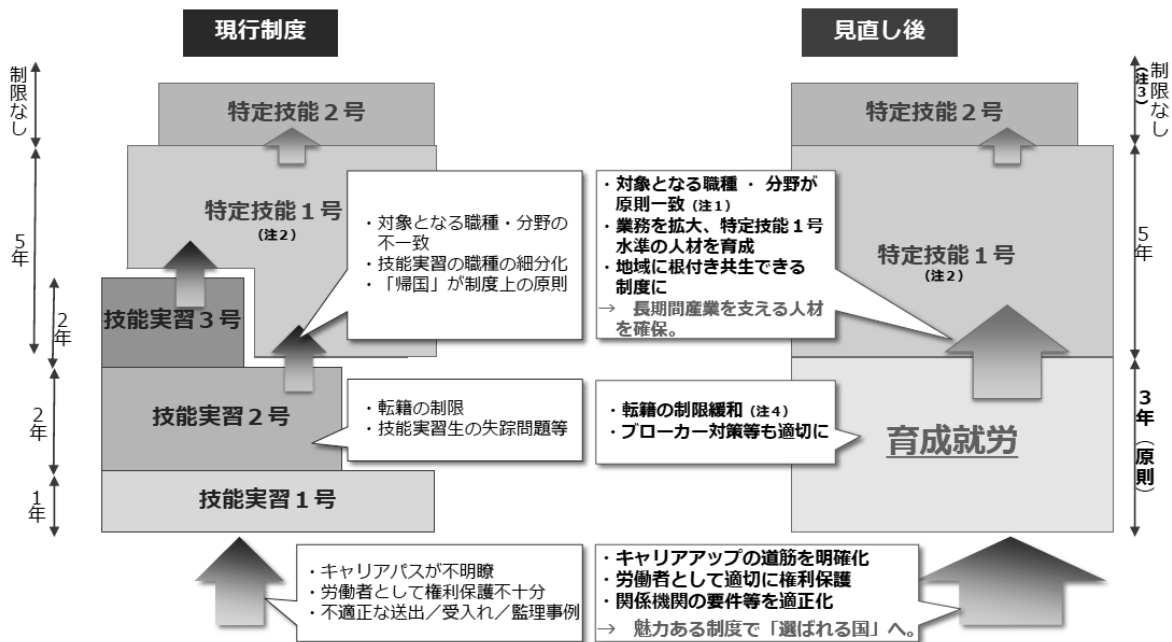 現行制度
制限なし
5年
2年
2年
1年
特定技能２号
特定技能１号
(注２)
技能実習３号
技能実習２号
技能実習１号
・対象となる職種・分野の
不一致
・技能実習の職種の細分化
・「帰国」が制度上の原則
・転籍の制限
・技能実習生の失踪問題等
・キャリアパスが不明瞭
・労働者として権利保護不十分
・不適正な送出／受入れ／監理事例
見直し後
・対象となる職種 ・ 分野が
原則一致 (注１)
・業務を拡大、特定技能１号
水準の人材を育成
・地域に根付き共生できる
制度に
→ 長期間産業を支える人材
を確保。
・転籍の制限緩和 (注４)
・ブローカー対策等も適切に
・キャリアアップの道筋を明確化
・労働者として適切に権利保護
・関係機関の要件等を適正化
→ 魅力ある制度で「選ばれる国」へ。
特定技能２号
特定技能１号
(注２)
育成就労
制限なし
(注３)
5年
３年（原則）